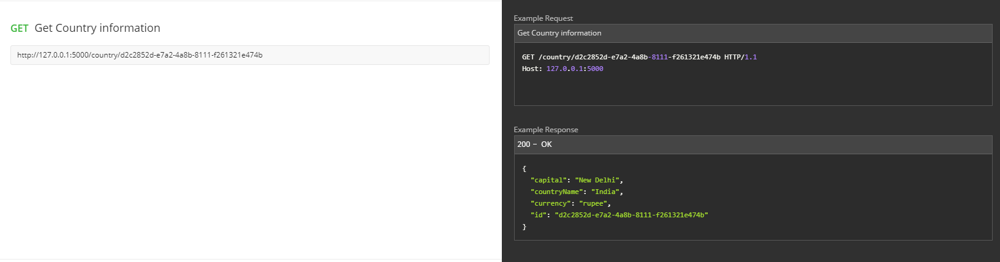 GET Get Country information
http://127.0.0.1:5000/country/d2c2852d-e7a2-4a8b-8111-f261321e474b
Example Request
Get Country information
GET /country/d2c2852d-e7a2-4a8b-8111-f261321e474b HTTP/1.1
Host: 127.0.0.1:5000
Example Response
200 − OK
{
  "capital": "New Delhi",
  "countryName": "India",
  "currency": "rupee",
  "id": "d2c2852d-e7a2-4a8b-8111-f261321e474b"
}